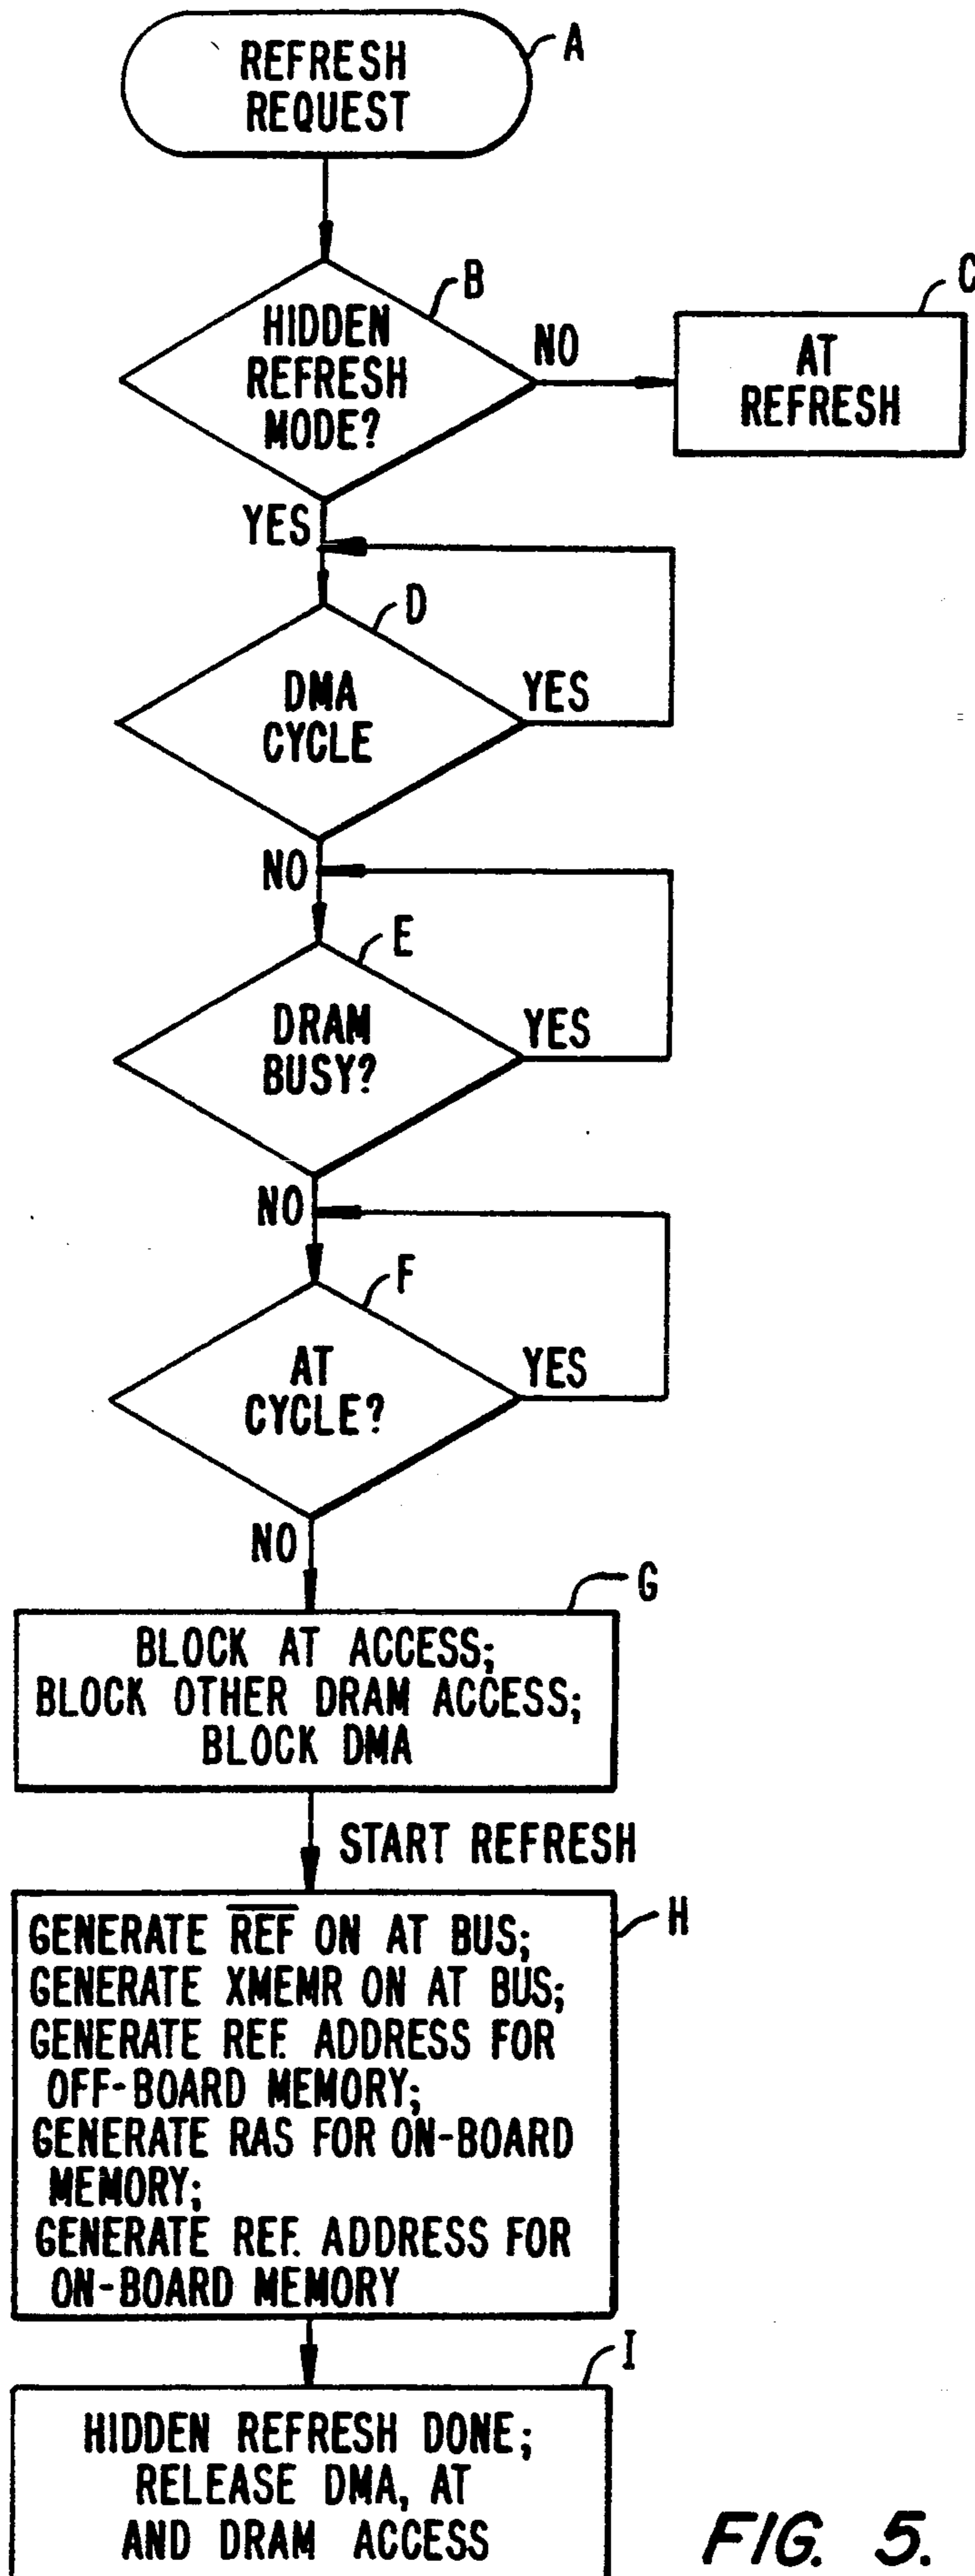 REFRESH
REQUEST
A
HIDDEN
REFRESH
MODE?
B
NO
AT
REFRESH
C
YES
DMA
CYCLE
D
YES
NO
DRAM
BUSY?
E
YES
NO
AT
CYCLE?
F
YES
NO
G
BLOCK AT ACCESS;
BLOCK OTHER DRAM ACCESS;
BLOCK DMA
START REFRESH
H
GENERATE R̅E̅F̅ ON AT BUS;
GENERATE XMEMR ON AT BUS;
GENERATE REF. ADDRESS FOR
OFF-BOARD MEMORY;
GENERATE RAS FOR ON-BOARD
MEMORY;
GENERATE REF. ADDRESS FOR
ON-BOARD MEMORY
I
HIDDEN REFRESH DONE;
RELEASE DMA, AT
AND DRAM ACCESS
FIG. 5.